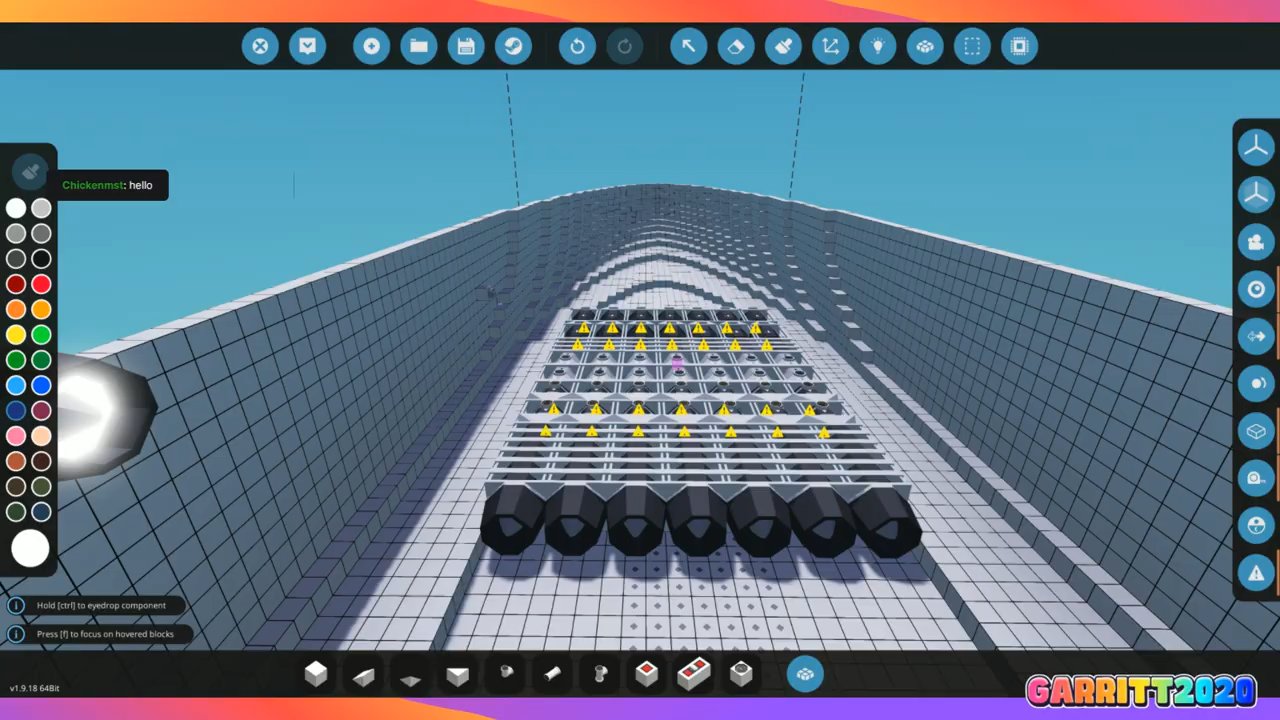 Chickenmst: hello
Hold [ctrl] to eyedrop component
Press [f] to focus on hovered blocks
v1.9.18 64Bit
GARRITT2020